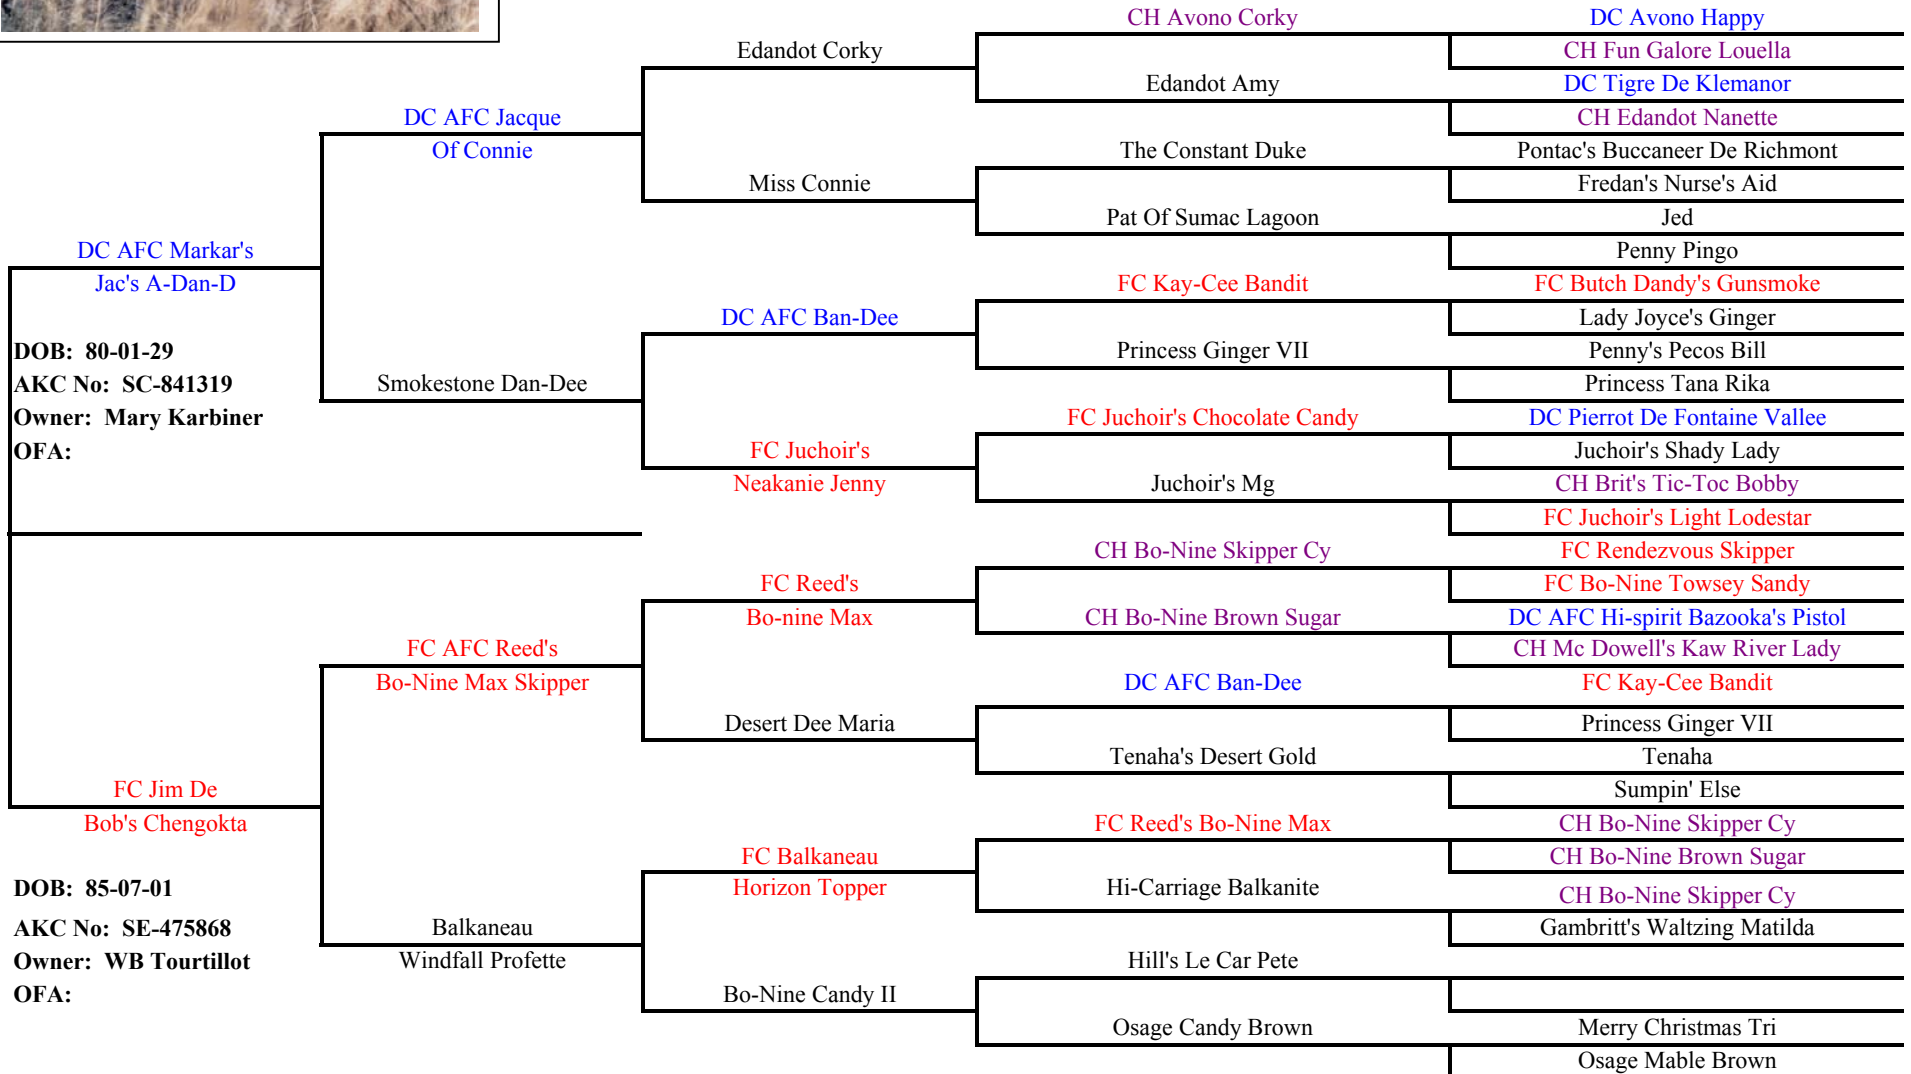 CH Avono Corky
DC Avono Happy
Edandot Corky
CH Fun Galore Louella
Edandot Amy
DC Tigre De Klemanor
DC AFC Jacque
CH Edandot Nanette
Of Connie
The Constant Duke
Pontac's Buccaneer De Richmont
Miss Connie
Fredan's Nurse's Aid
Pat Of Sumac Lagoon
Jed
DC AFC Markar's
Penny Pingo
Jac's A-Dan-D
FC Kay-Cee Bandit
FC Butch Dandy's Gunsmoke
DC AFC Ban-Dee
Lady Joyce's Ginger
DOB: 80-01-29
Princess Ginger VII
Penny's Pecos Bill
AKC No: SC-841319
Smokestone Dan-Dee
Princess Tana Rika
Owner: Mary Karbiner
FC Juchoir's Chocolate Candy
DC Pierrot De Fontaine Vallee
OFA:
FC Juchoir's
Juchoir's Shady Lady
Neakanie Jenny
Juchoir's Mg
CH Brit's Tic-Toc Bobby
FC Juchoir's Light Lodestar
CH Bo-Nine Skipper Cy
FC Rendezvous Skipper
FC Reed's
FC Bo-Nine Towsey Sandy
Bo-nine Max
CH Bo-Nine Brown Sugar
DC AFC Hi-spirit Bazooka's Pistol
FC AFC Reed's
CH Mc Dowell's Kaw River Lady
Bo-Nine Max Skipper
DC AFC Ban-Dee
FC Kay-Cee Bandit
Desert Dee Maria
Princess Ginger VII
Tenaha's Desert Gold
Tenaha
FC Jim De
Sumpin' Else
Bob's Chengokta
FC Reed's Bo-Nine Max
CH Bo-Nine Skipper Cy
FC Balkaneau
CH Bo-Nine Brown Sugar
DOB: 85-07-01
Horizon Topper
Hi-Carriage Balkanite
CH Bo-Nine Skipper Cy
AKC No: SE-475868
Balkaneau
Gambritt's Waltzing Matilda
Owner: WB Tourtillot
Windfall Profette
Hill's Le Car Pete
OFA:
Bo-Nine Candy II
Osage Candy Brown
Merry Christmas Tri
Osage Mable Brown